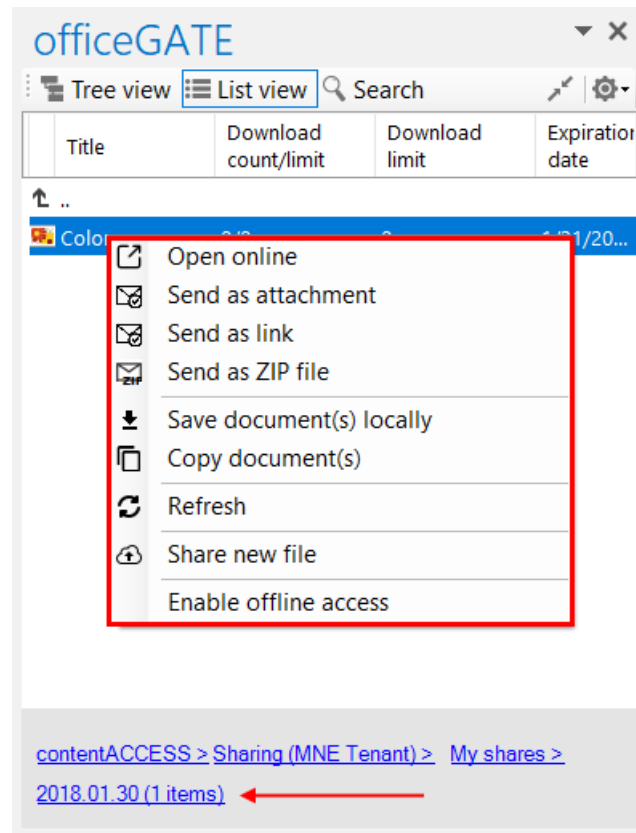 officeGATE
Tree view List view Search
Title Download count/limit Download limit Expiration date
..
/20...
Open online
Send as attachment
Send as link
Send as ZIP file
Save document(s) locally
Copy document(s)
Refresh
Share new file
Enable offline access
contentACCESS > Sharing (MNE Tenant) > My shares >
2018.01.30 (1 items)